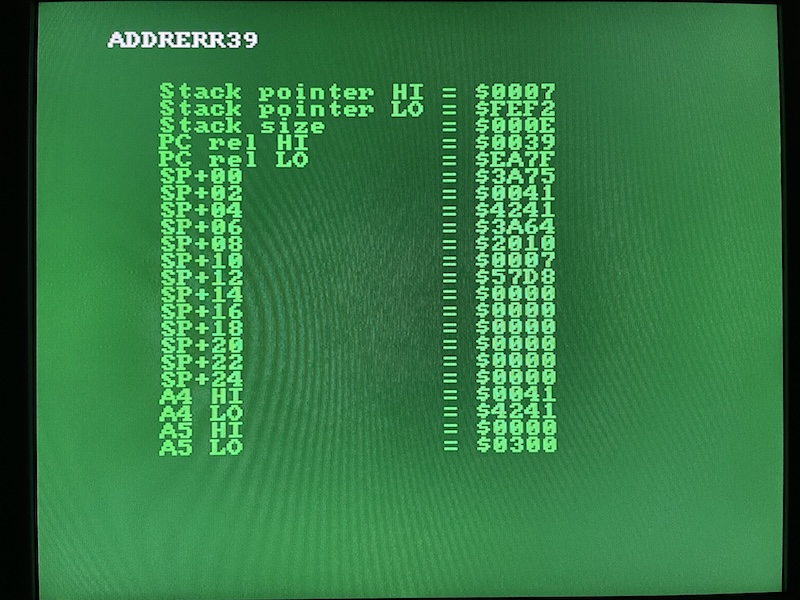 ADDRERR39
Stack pointer HI = $0007
Stack pointer LO = $FEF2
Stack size = $000E
PC rel HI = $0039
PC rel LO = $EA7F
SP+00 = $3A75
SP+02 = $0041
SP+04 = $4241
SP+06 = $3A64
SP+08 = $2010
SP+10 = $0007
SP+12 = $57D8
SP+14 = $0000
SP+16 = $0000
SP+18 = $0000
SP+20 = $0000
SP+22 = $0000
SP+24 = $0000
A4 HI = $0041
A4 LO = $4241
A5 HI = $0000
A5 LO = $0300